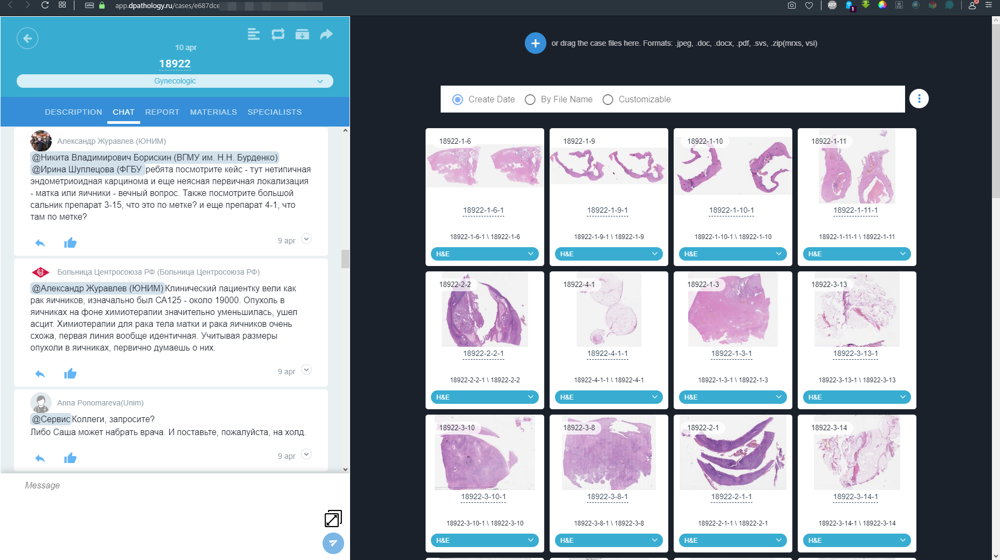 VPN
app.dpathology.ru/cases/e687dce
ABP
1
10 apr
18922
Gynecologic
DESCRIPTION CHAT REPORT MATERIALS SPECIALISTS
Александр Журавлев (ЮНИМ)
@Никита Владимирович Борискин (ВГМУ им. Н.Н. Бурденко)
@Ирина Шуплецова (ФГБУ ребята посмотрите кейс - тут нетипичная
эндометриоидная карцинома и еще неясная первичная локализация
- матка или яичники - вечный вопрос. Также посмотрите большой
сальник препарат 3-15, что это по метке? и еще препарат 4-1, что
там по метке?
9 apr
Больница Центросоюза РФ (Больница Центросоюза РФ)
@Александр Журавлев (ЮНИМ)Клинический пациентку вели как
рак яичников, изначально был СА125 - около 19000. Опухоль в
яичниках на фоне химиотерапии значительно уменьшилась, ушел
асцит. Химиотерапии для рака тела матки и рака яичников очень
схожа, первая линия вообще идентичная. Учитывая размеры
опухоли в яичниках, первично думаешь о них.
9 apr
Anna Ponomareva(Unim)
@СервисКоллеги, запросите?
Либо Саша может набрать врача. И поставьте, пожалуйста, на холд.
9 apr
Message
or drag the case files here. Formats: .jpeg, .doc, .docx, .pdf, .svs, .zip(mrxs, vsi)
Create Date By File Name Customizable
18922-1-6 18922-1-9 18922-1-10 18922-1-11
18922-1-6-1 18922-1-9-1 18922-1-10-1 18922-1-11-1
18922-1-6-1 \ 18922-1-6 18922-1-9-1 \ 18922-1-9 18922-1-10-1 \ 18922-1-10 18922-1-11-1 \ 18922-1-11
H&E H&E H&E H&E
18922-2-2 18922-4-1 18922-1-3 18922-3-13
18922-2-2-1 18922-4-1-1 18922-1-3-1 18922-3-13-1
18922-2-2-1 \ 18922-2-2 18922-4-1-1 \ 18922-4-1 18922-1-3-1 \ 18922-1-3 18922-3-13-1 \ 18922-3-13
H&E H&E H&E H&E
18922-3-10 18922-3-8 18922-2-1 18922-3-14
18922-3-10-1 18922-3-8-1 18922-2-1-1 18922-3-14-1
18922-3-10-1 \ 18922-3-10 18922-3-8-1 \ 18922-3-8 18922-2-1-1 \ 18922-2-1 18922-3-14-1 \ 18922-3-14
H&E H&E H&E H&E